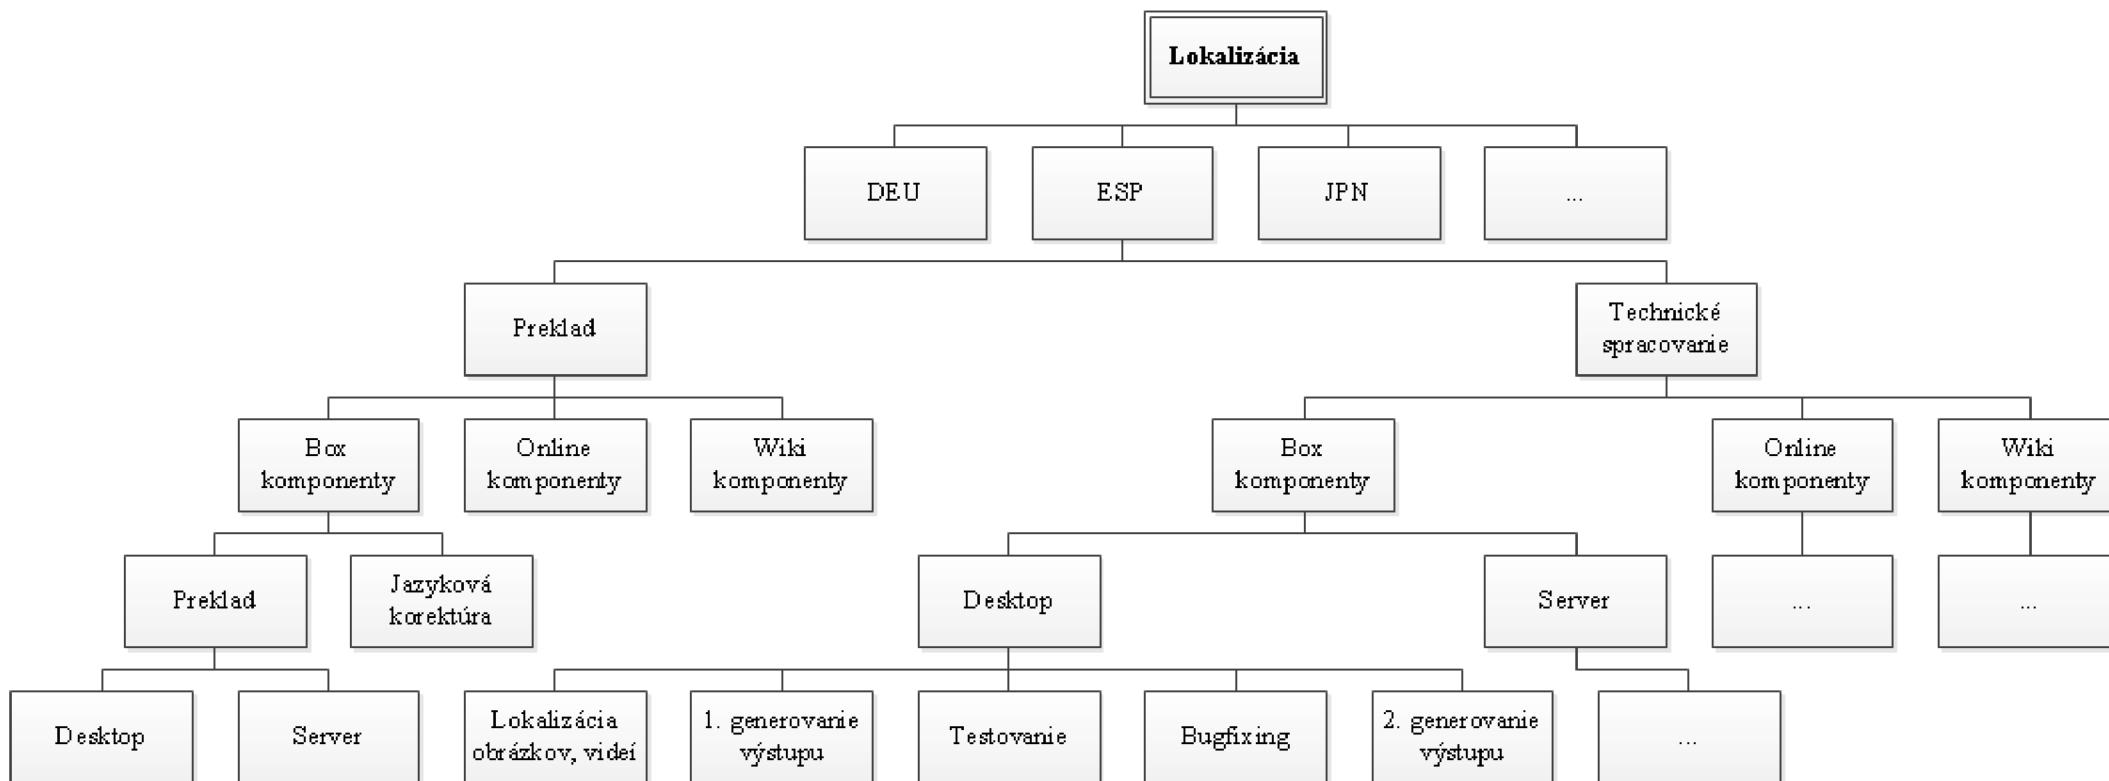 Lokalizácia
DEU
ESP
JPN
...
Preklad
Technické
spracovanie
Box
komponenty
Online
komponenty
Wiki
komponenty
Box
komponenty
Online
komponenty
Wiki
komponenty
Preklad
Jazyková
korektúra
Desktop
Server
...
...
Desktop
Server
Lokalizácia
obrázkov, videí
1. generovanie
výstupu
Testovanie
Bugfixing
2. generovanie
výstupu
...